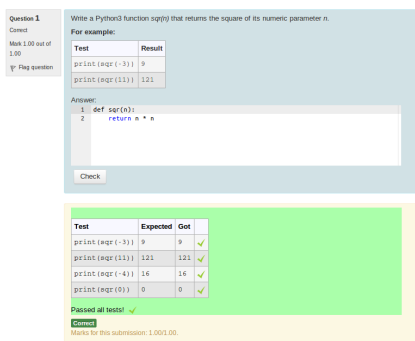 Question 1
Correct
Mark 1.00 out of
1.00
Flag question
Write a Python3 function sqr(n) that returns the square of its numeric parameter n.
For example:
Test Result
print(sqr(-3)) 9
print(sqr(11)) 121
Answer:
1 def sqr(n):
2 return n * n
Check
Test Expected Got
print(sqr(-3)) 9 9
print(sqr(11)) 121 121
print(sqr(-4)) 16 16
print(sqr(0)) 0 0
Passed all tests!
Correct
Marks for this submission: 1.00/1.00.